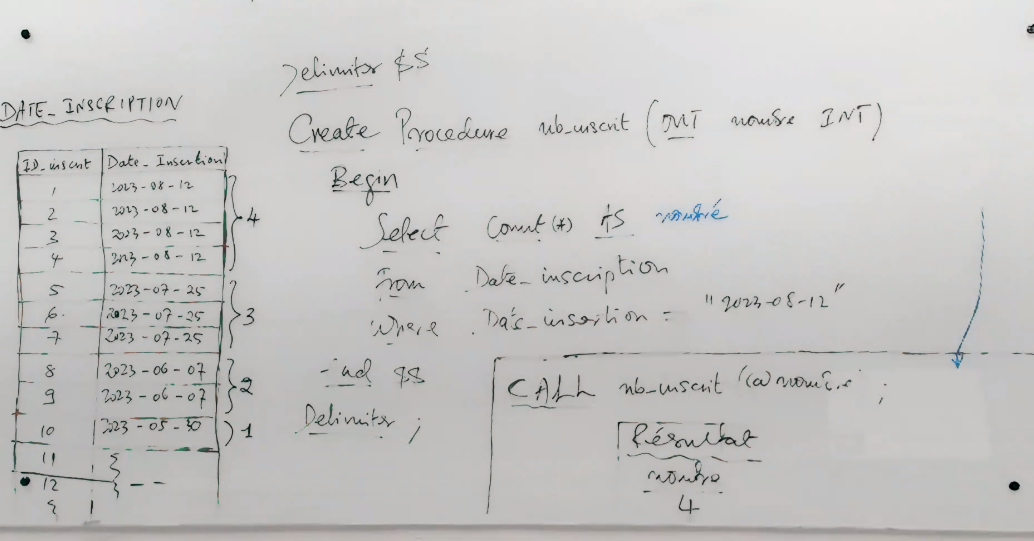 DATE_INSCRIPTION
ID_inscrit Date_Insertion
1 2023-08-12
2 2023-08-12
3 2023-08-12
4 2023-08-12
4
5 2023-07-25
6 2023-07-25
7 2023-07-25
3
8 2023-06-07
9 2023-06-07
2
10 2023-05-30
1
11
12
Delimiter $$
Create Procedure nb_inscrit (OUT nombre INT)
Begin
Select Count(*) AS nombre
From Date_inscription
Where Date_insertion = "2023-08-12"
End $$
Delimiter ;
CALL nb_inscrit (@nombre) ;
Résultat
nombre
4